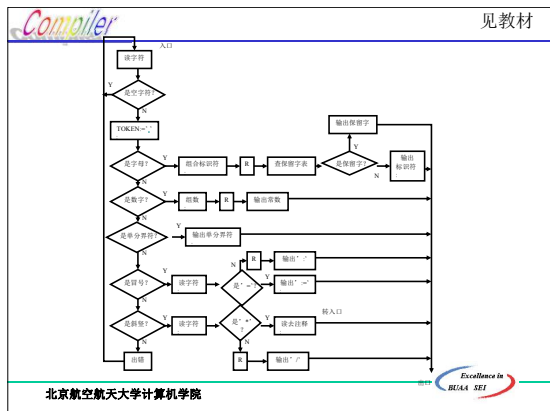 Compiler
见教材
入口
读字符
Y
是空字符?
N
TOKEN:=' '
输出保留字
Y
是字母?
Y
组合标识符
R
查保留字表
是保留字?
N
输出
标识符
N
是数字?
Y
组数
R
输出常数
N
是单分界符?
Y
输出单分界符
N
R
输出':'
N
是冒号?
Y
读字符
是'='?
Y
输出':='
N
转入口
是斜竖?
Y
读字符
是'*'
?
Y
读去注释
N
N
出错
R
输出'/'
出口
Excellence in
BUAA SEI
北京航空航天大学计算机学院